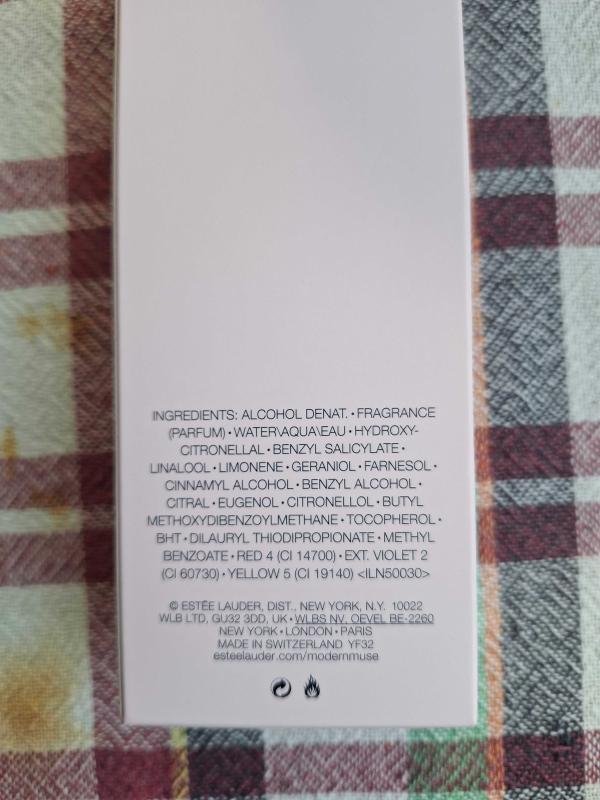 INGREDIENTS: ALCOHOL DENAT. • FRAGRANCE
(PARFUM) • WATER\AQUA\EAU • HYDROXY-
CITRONELLAL • BENZYL SALICYLATE •
LINALOOL • LIMONENE • GERANIOL • FARNESOL •
CINNAMYL ALCOHOL • BENZYL ALCOHOL •
CITRAL • EUGENOL • CITRONELLOL • BUTYL
METHOXYDIBENZOYLMETHANE • TOCOPHEROL •
BHT • DILAURYL THIODIPROPIONATE • METHYL
BENZOATE • RED 4 (CI 14700) • EXT. VIOLET 2
(CI 60730) • YELLOW 5 (CI 19140) <ILN50030>
© ESTÉE LAUDER, DIST., NEW YORK, N.Y. 10022
WLB LTD, GU32 3DD, UK • WLBS NV, OEVEL BE-2260
NEW YORK • LONDON • PARIS
MADE IN SWITZERLAND YF32
esteelauder.com/modernmuse